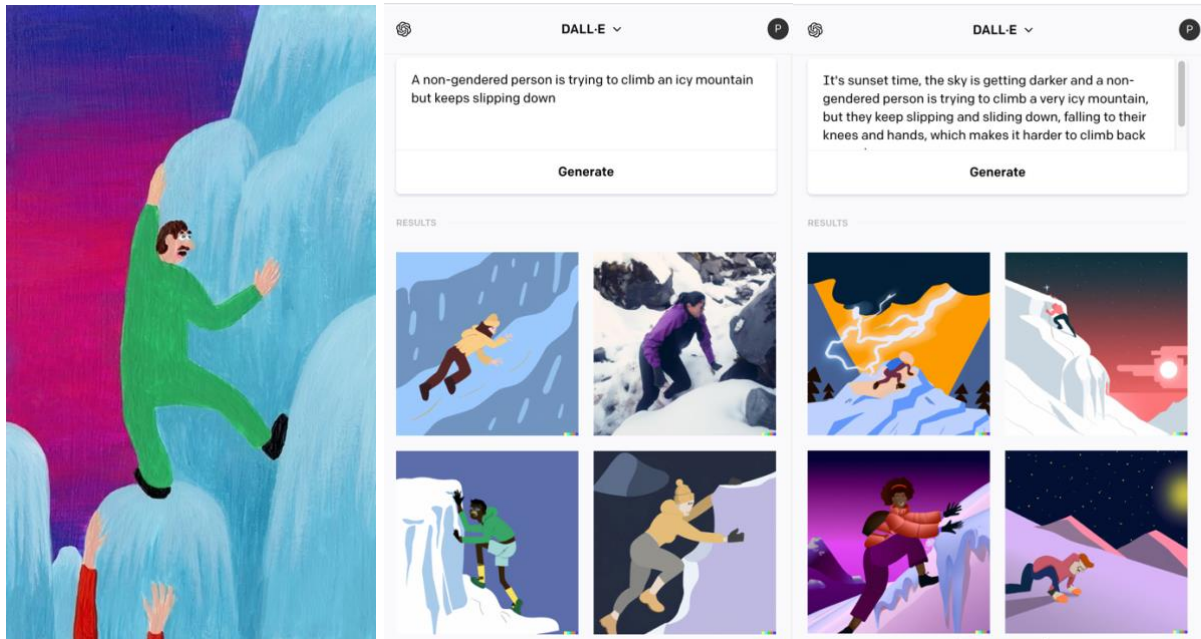 DALL·E
P
A non-gendered person is trying to climb an icy mountain
but keeps slipping down
Generate
RESULTS
DALL·E
P
It's sunset time, the sky is getting darker and a non-
gendered person is trying to climb a very icy mountain,
but they keep slipping and sliding down, falling to their
knees and hands, which makes it harder to climb back
Generate
RESULTS